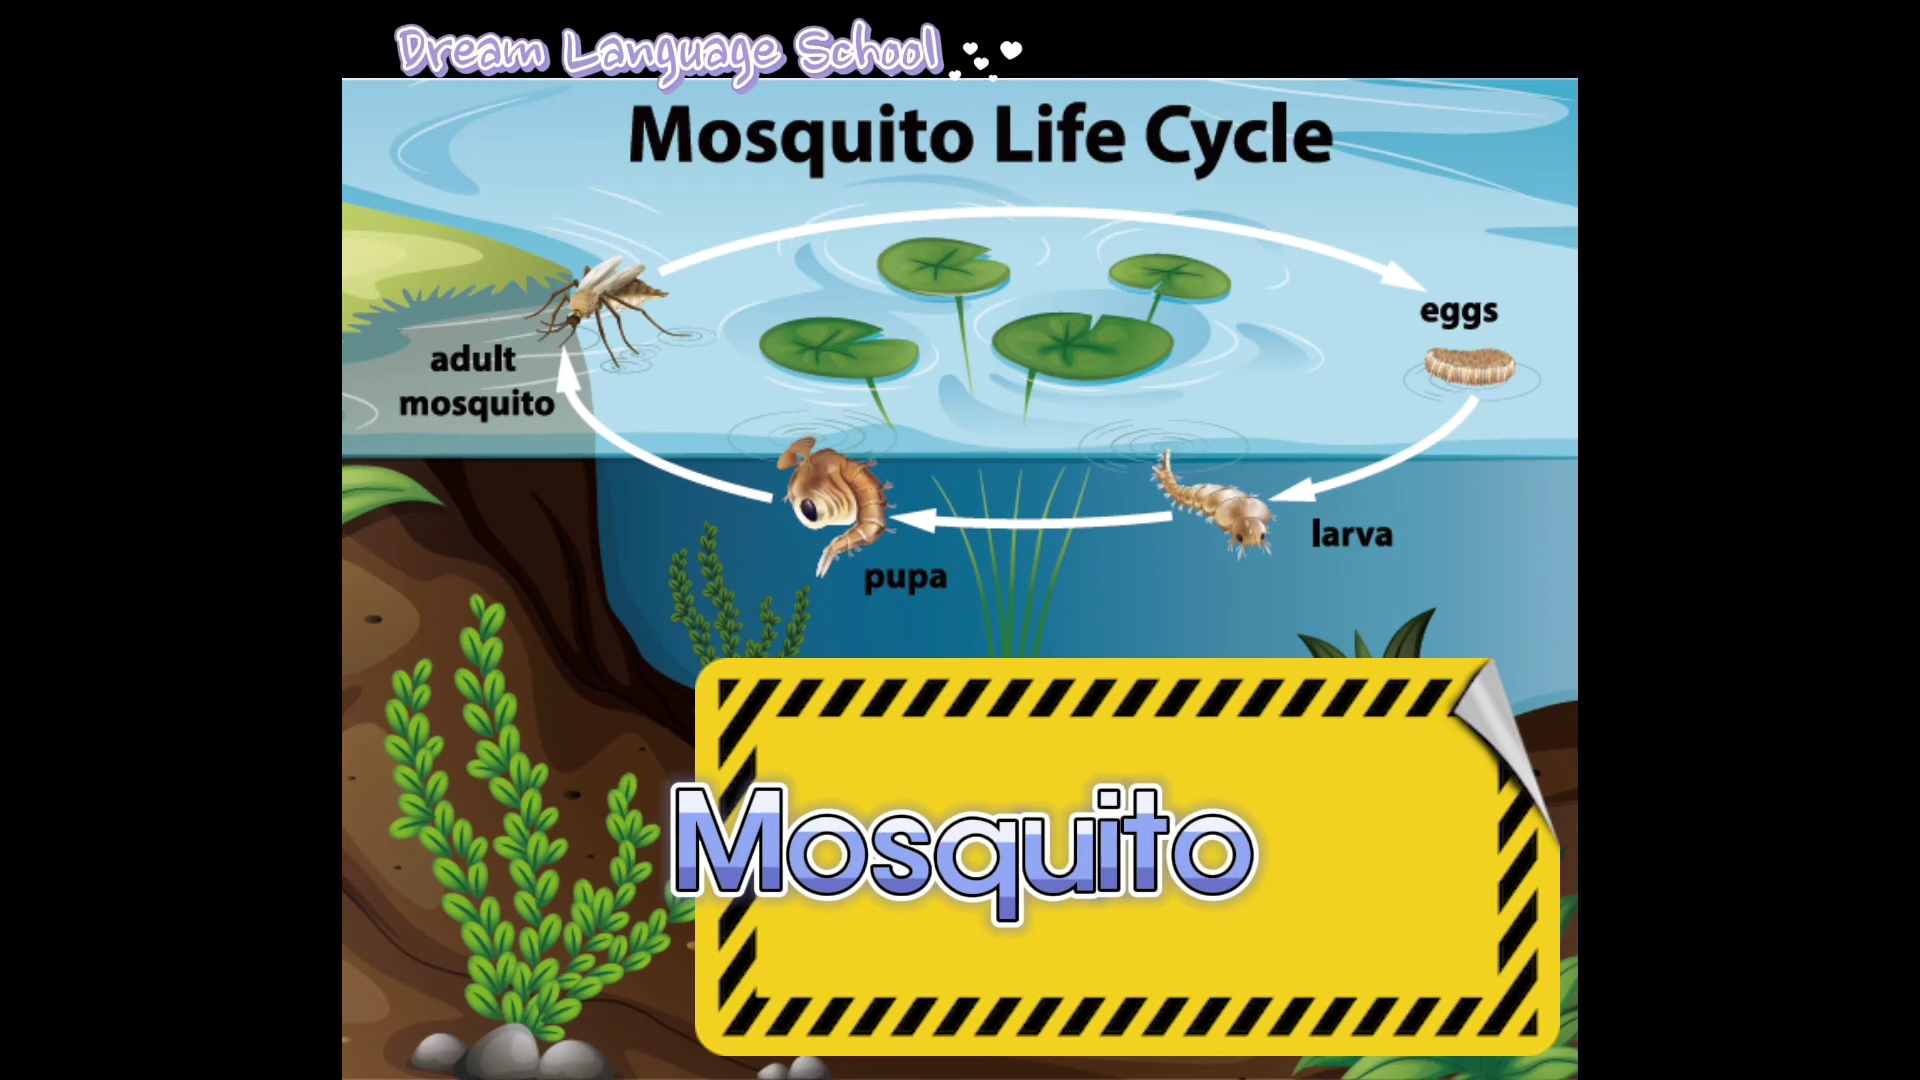 Dream Language School
Mosquito Life Cycle
eggs
adult
mosquito
larva
pupa
Mosquito